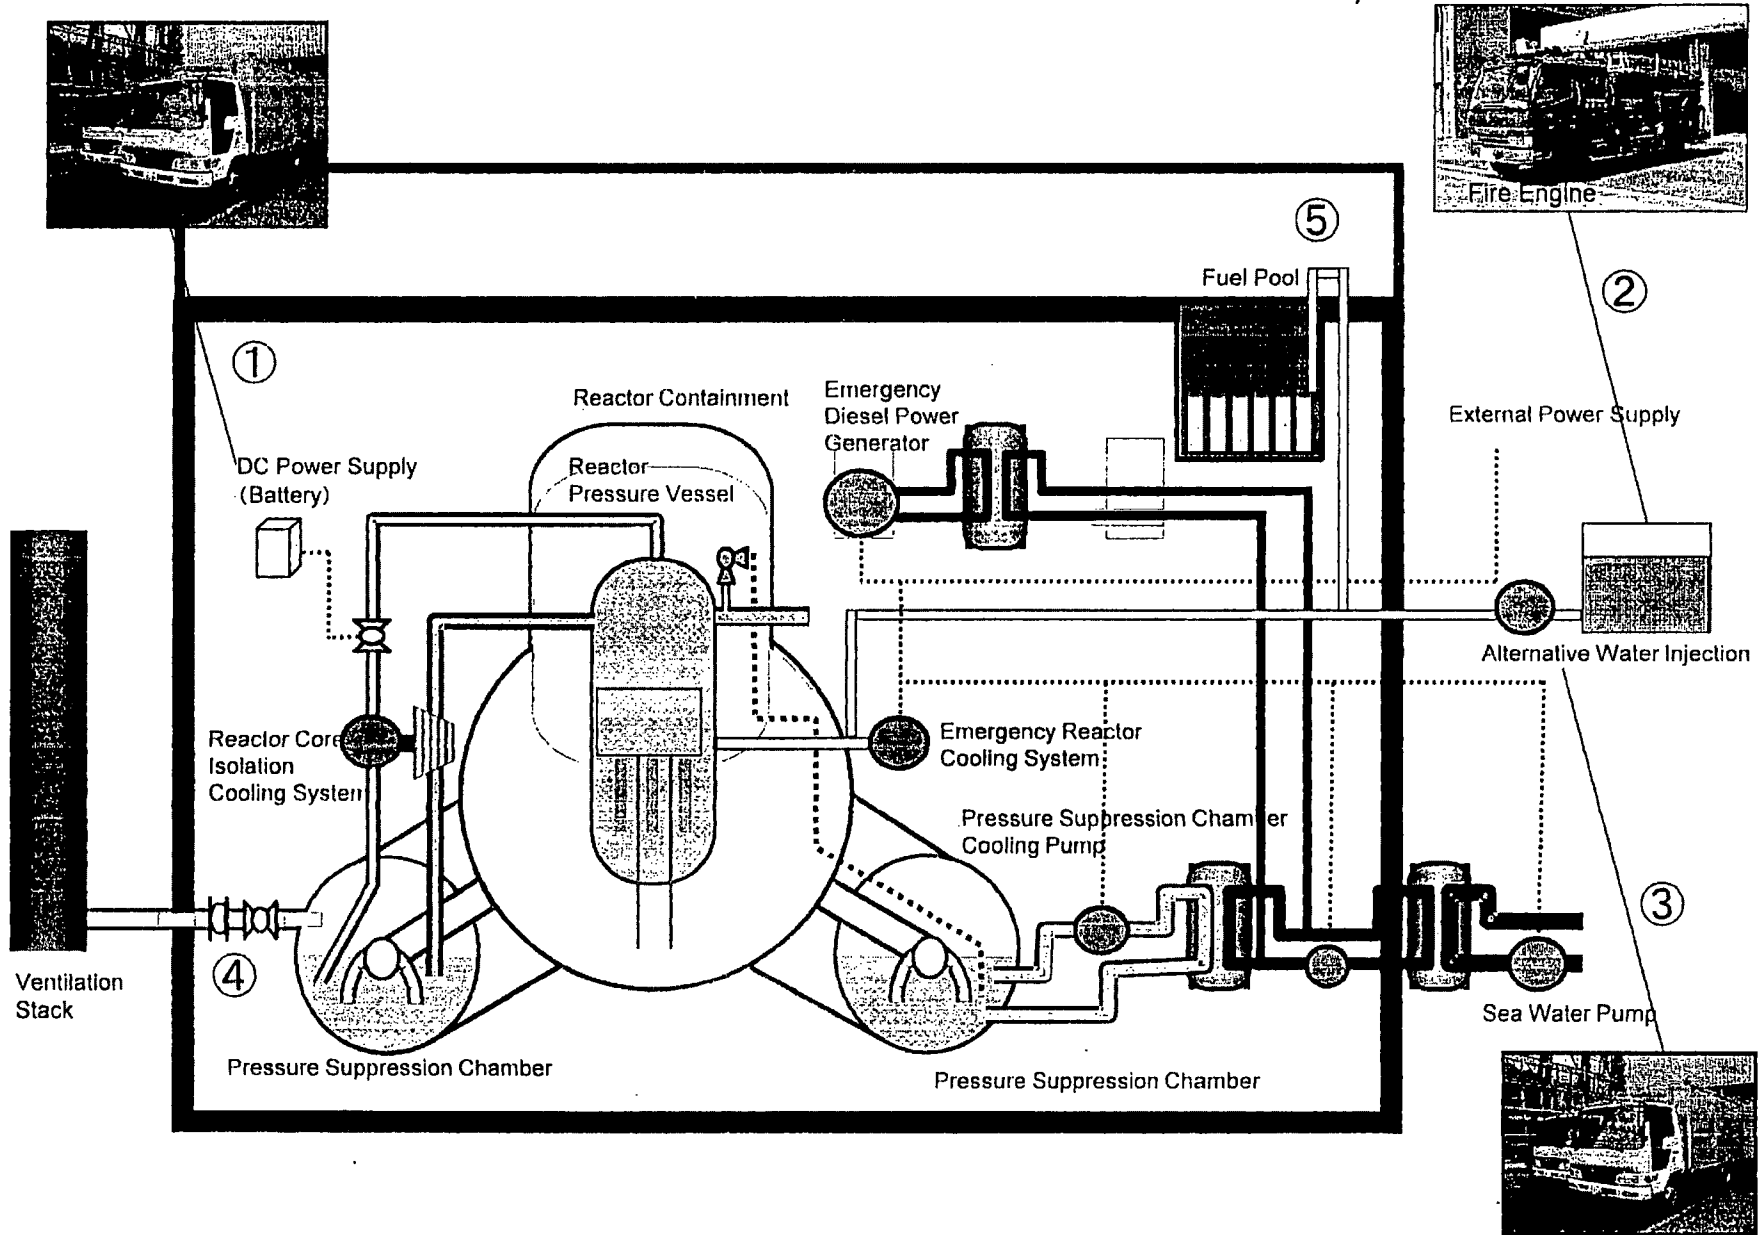 Fire Engine
⑤
Fuel Pool
②
①
Reactor Containment
Emergency
Diesel Power
Generator
External Power Supply
DC Power Supply
(Battery)
Reactor
Pressure Vessel
Alternative Water Injection
Reactor Core
Isolation
Cooling System
Emergency Reactor
Cooling System
Pressure Suppression Chamber
Cooling Pump
③
④
Ventilation
Stack
Sea Water Pump
Pressure Suppression Chamber
Pressure Suppression Chamber